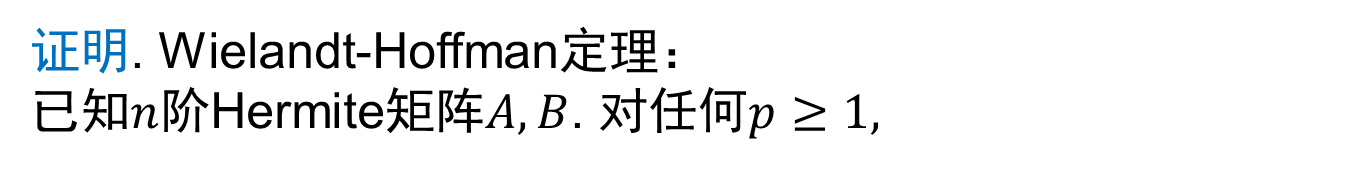 证明. Wielandt-Hoffman定理：
已知n阶Hermite矩阵A, B. 对任何p ≥ 1,